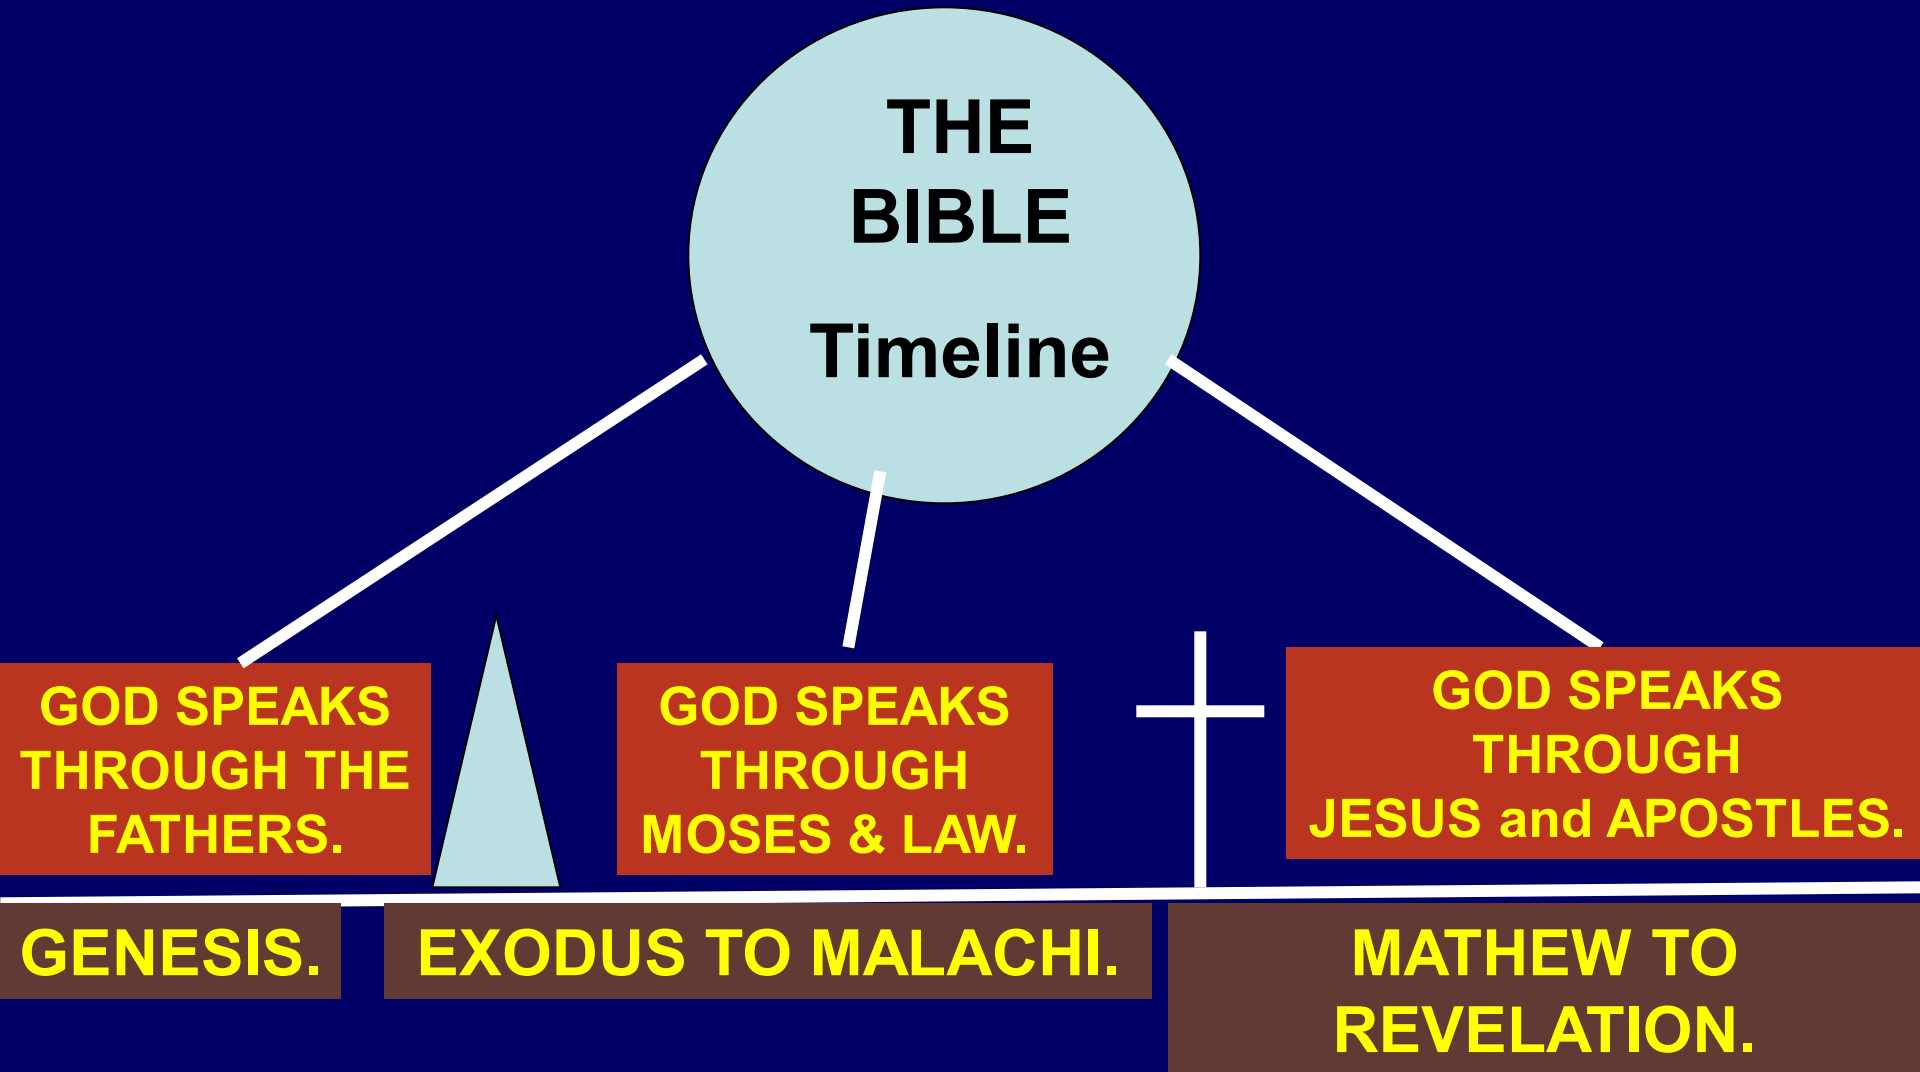 THE
BIBLE
Timeline
GOD SPEAKS
THROUGH THE
FATHERS.
GOD SPEAKS
THROUGH
MOSES & LAW.
GOD SPEAKS
THROUGH
JESUS and APOSTLES.
GENESIS.
EXODUS TO MALACHI.
MATHEW TO
REVELATION.